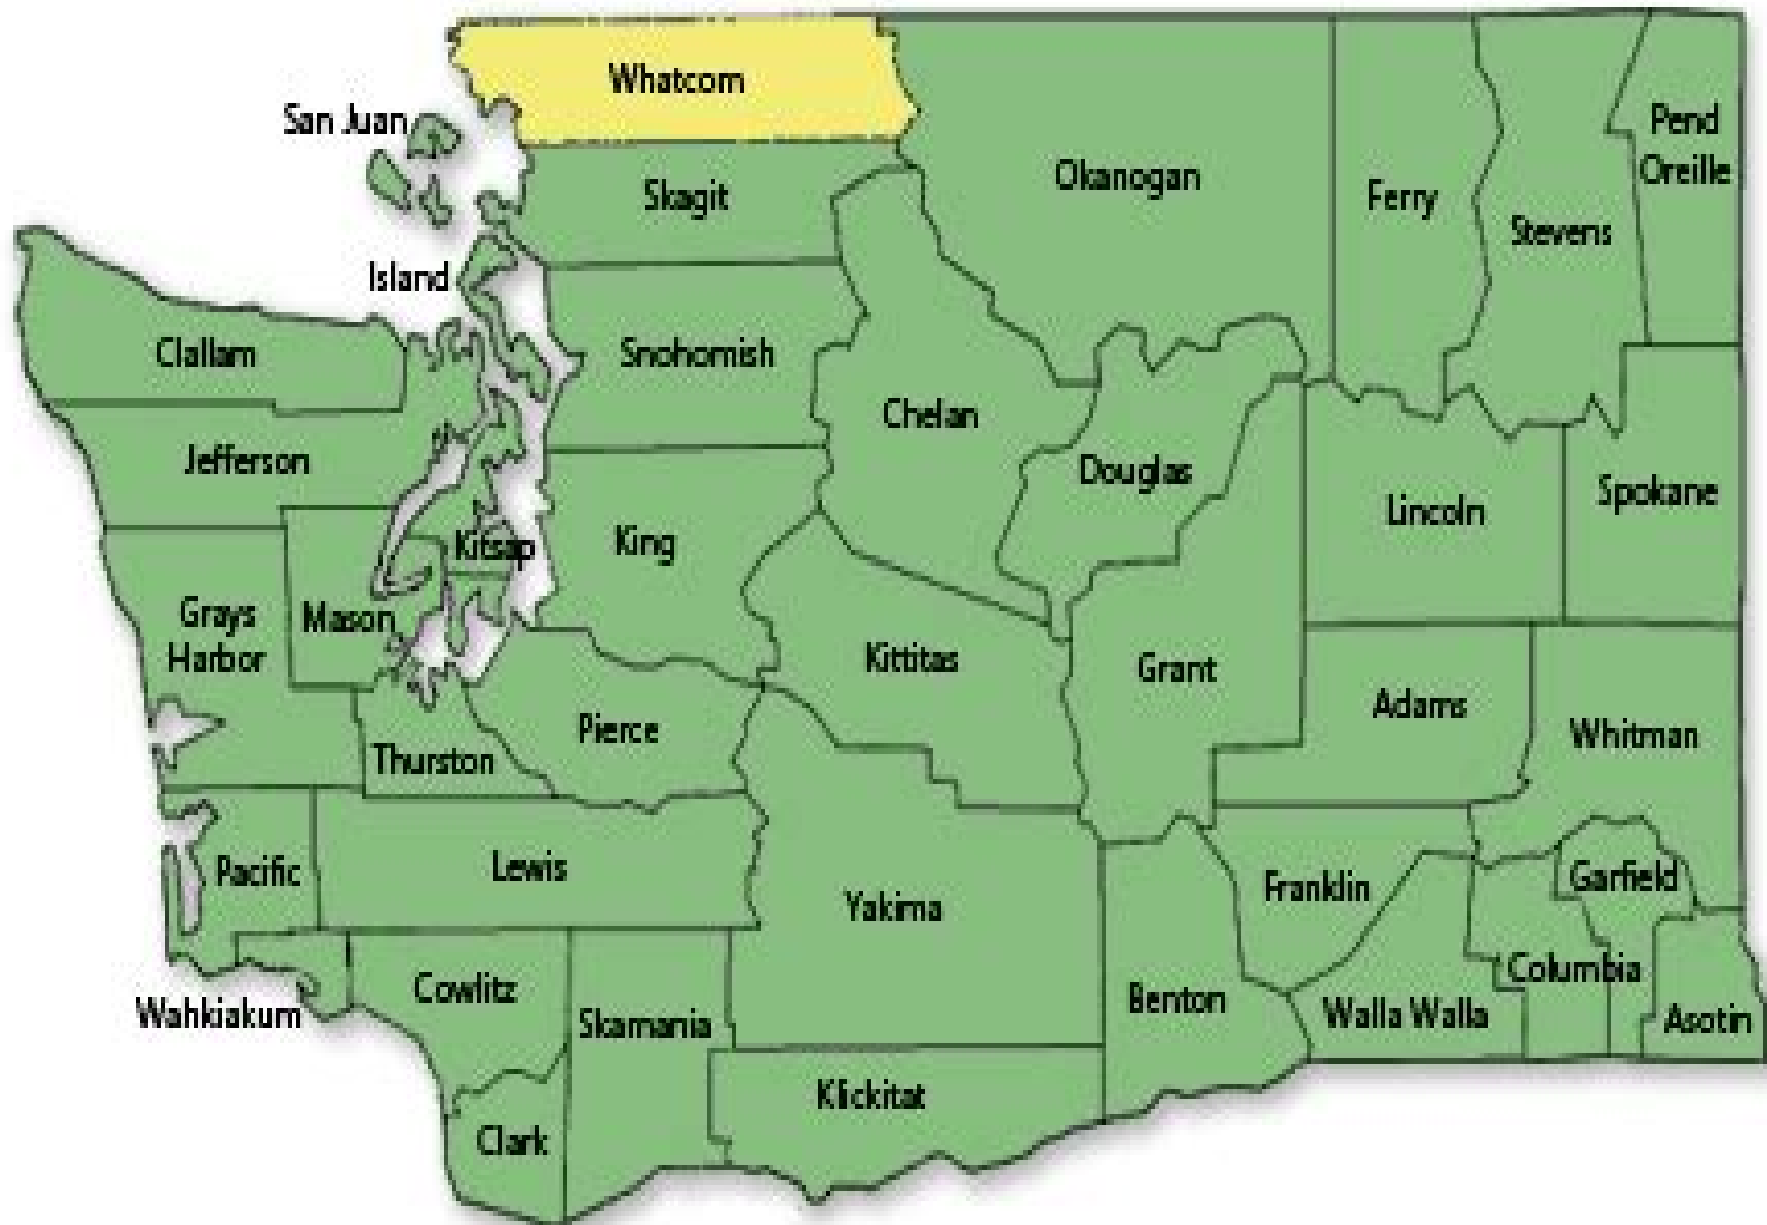 Whatcom
San Juan
Pend
Oreille
Okanogan
Skagit
Ferry
Stevens
Island
Clallam
Snohomish
Chelan
Jefferson
Douglas
Spokane
Lincoln
King
Kitsap
Grays
Harbor
Mason
Kittitas
Grant
Adams
Pierce
Whitman
Thurston
Lewis
Pacific
Garfield
Franklin
Yakima
Columbia
Cowlitz
Benton
Wahkiakum
Skamania
Walla Walla
Asotin
Klickitat
Clark